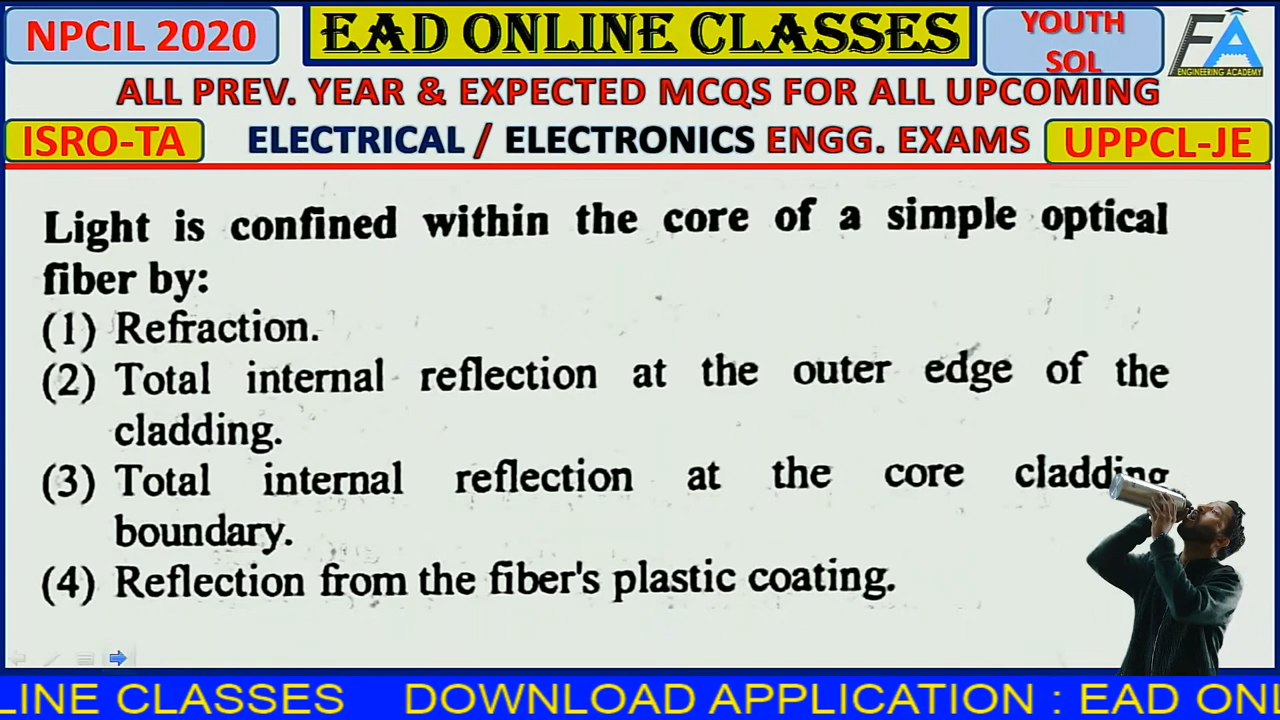 NPCIL 2020
EAD ONLINE CLASSES
YOUTH
SOL
ENGINEERING ACADEMY
ALL PREV. YEAR & EXPECTED MCQS FOR ALL UPCOMING
ISRO-TA
ELECTRICAL / ELECTRONICS ENGG. EXAMS
UPPCL-JE
Light is confined within the core of a simple optical
fiber by:
(1) Refraction.
(2) Total internal reflection at the outer edge of the
cladding.
(3) Total internal reflection at the core cladding
boundary.
(4) Reflection from the fiber's plastic coating.
LINE CLASSES DOWNLOAD APPLICATION : EAD ONL